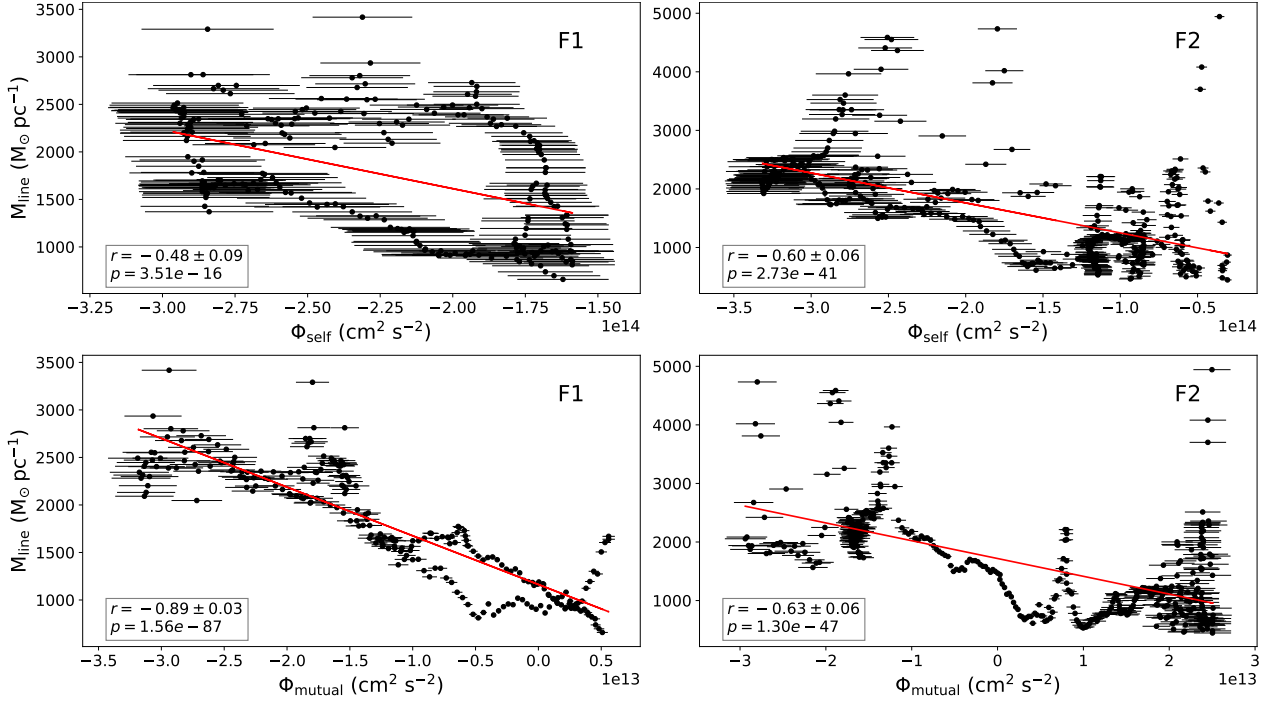 3500
3000
2500
2000
1500
1000
M_line (M_⊙ pc⁻¹)
F1
r = −0.48 ± 0.09
p = 3.51e − 16
−3.25 −3.00 −2.75 −2.50 −2.25 −2.00 −1.75 −1.50
1e14
Φ_self (cm² s⁻²)
5000
4000
3000
2000
1000
F2
r = −0.60 ± 0.06
p = 2.73e − 41
−3.5 −3.0 −2.5 −2.0 −1.5 −1.0 −0.5
1e14
Φ_self (cm² s⁻²)
3500
3000
2500
2000
1500
1000
M_line (M_⊙ pc⁻¹)
F1
r = −0.89 ± 0.03
p = 1.56e − 87
−3.5 −3.0 −2.5 −2.0 −1.5 −1.0 −0.5 0.0 0.5
1e13
Φ_mutual (cm² s⁻²)
5000
4000
3000
2000
1000
F2
r = −0.63 ± 0.06
p = 1.30e − 47
−3 −2 −1 0 1 2 3
1e13
Φ_mutual (cm² s⁻²)